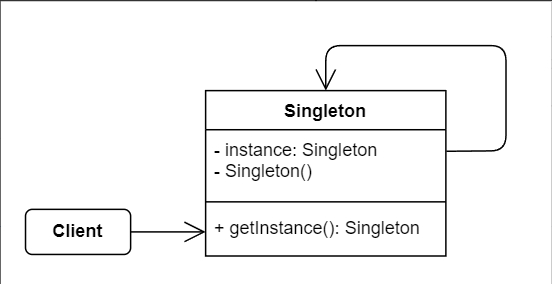 Singleton
- instance: Singleton
- Singleton()
+ getInstance(): Singleton
Client